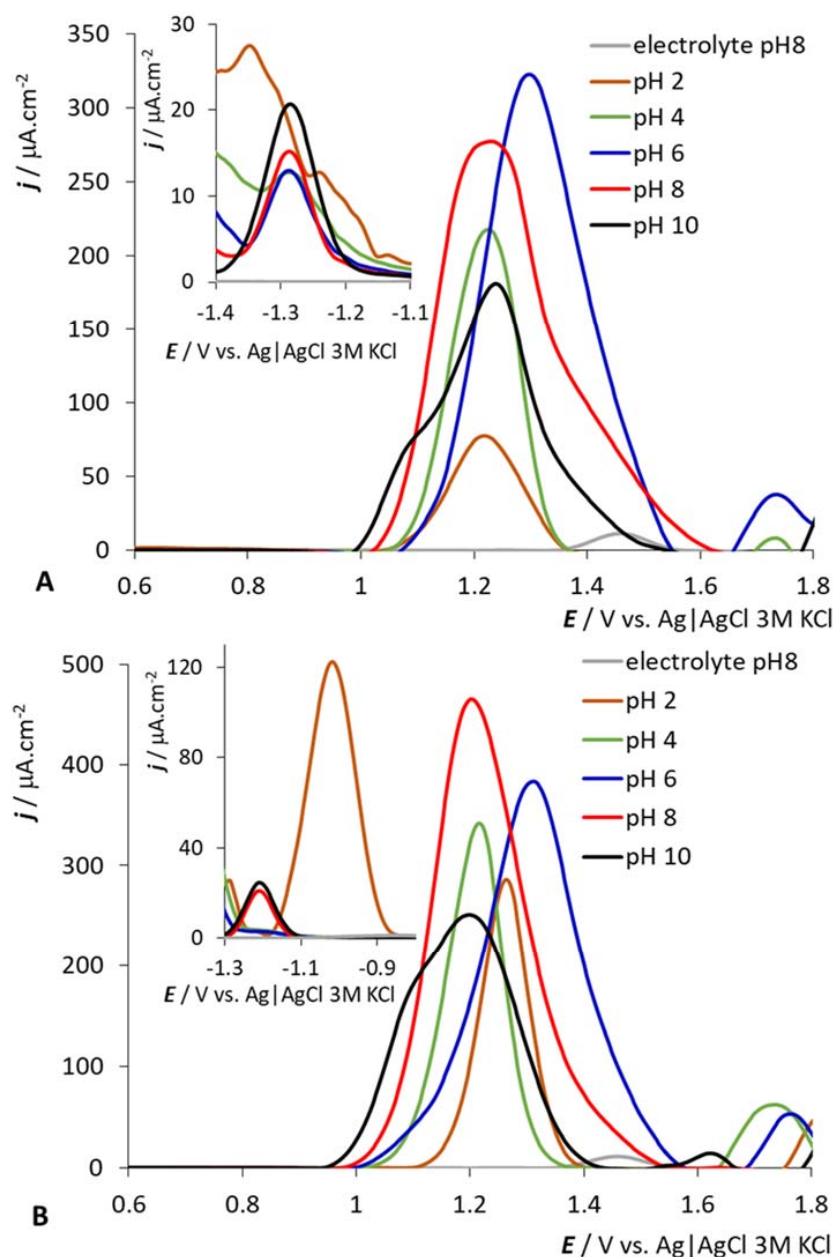 350
300
250
200
150
100
50
0
j / µA.cm-2
0.6 1 1.2 1.4 1.6 1.8
E / V vs. Ag|AgCl 3M KCl
A
30
20
10
0
j / µA.cm-2
-1.4 -1.3 -1.2 -1.1
E / V vs. Ag|AgCl 3M KCl
electrolyte pH8
pH 2
pH 4
pH 6
pH 8
pH 10
500
400
300
200
100
0
j / µA.cm-2
0.6 0.8 1 1.2 1.4 1.6 1.8
E / V vs. Ag|AgCl 3M KCl
B
120
80
40
0
j / µA.cm-2
-1.3 -1.1 -0.9
E / V vs. Ag|AgCl 3M KCl
electrolyte pH8
pH 2
pH 4
pH 6
pH 8
pH 10